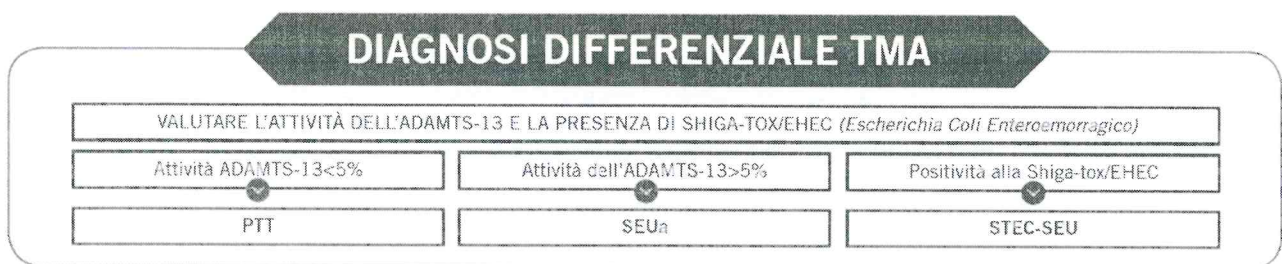 DIAGNOSI DIFFERENZIALE TMA
VALUTARE L'ATTIVITÀ DELL'ADAMTS-13 E LA PRESENZA DI SHIGA-TOX/EHEC (Escherichia Coli Enteroemorragico)
Attività ADAMTS-13<5%
Attività dell'ADAMTS-13>5%
Positività alla Shiga-tox/EHEC
PTT
SEUa
STEC-SEU